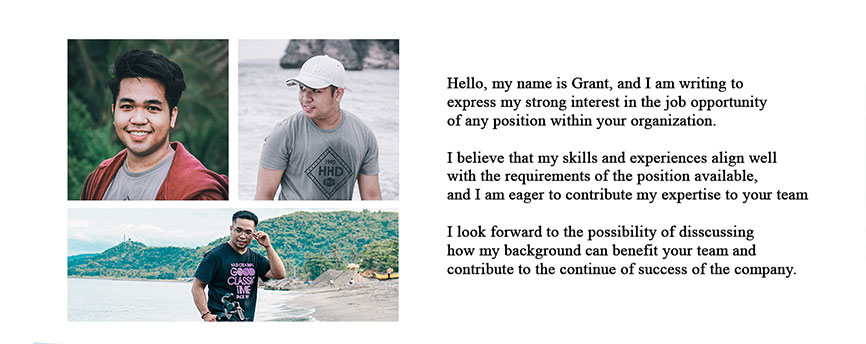 1990
HHD
GOOD
CLASSIC
TIME
Hello, my name is Grant, and I am writing to
express my strong interest in the job opportunity
of any position within your organization.
I believe that my skills and experiences align well
with the requirements of the position available,
and I am eager to contribute my expertise to your team
I look forward to the possibility of disscussing
how my background can benefit your team and
contribute to the continue of success of the company.